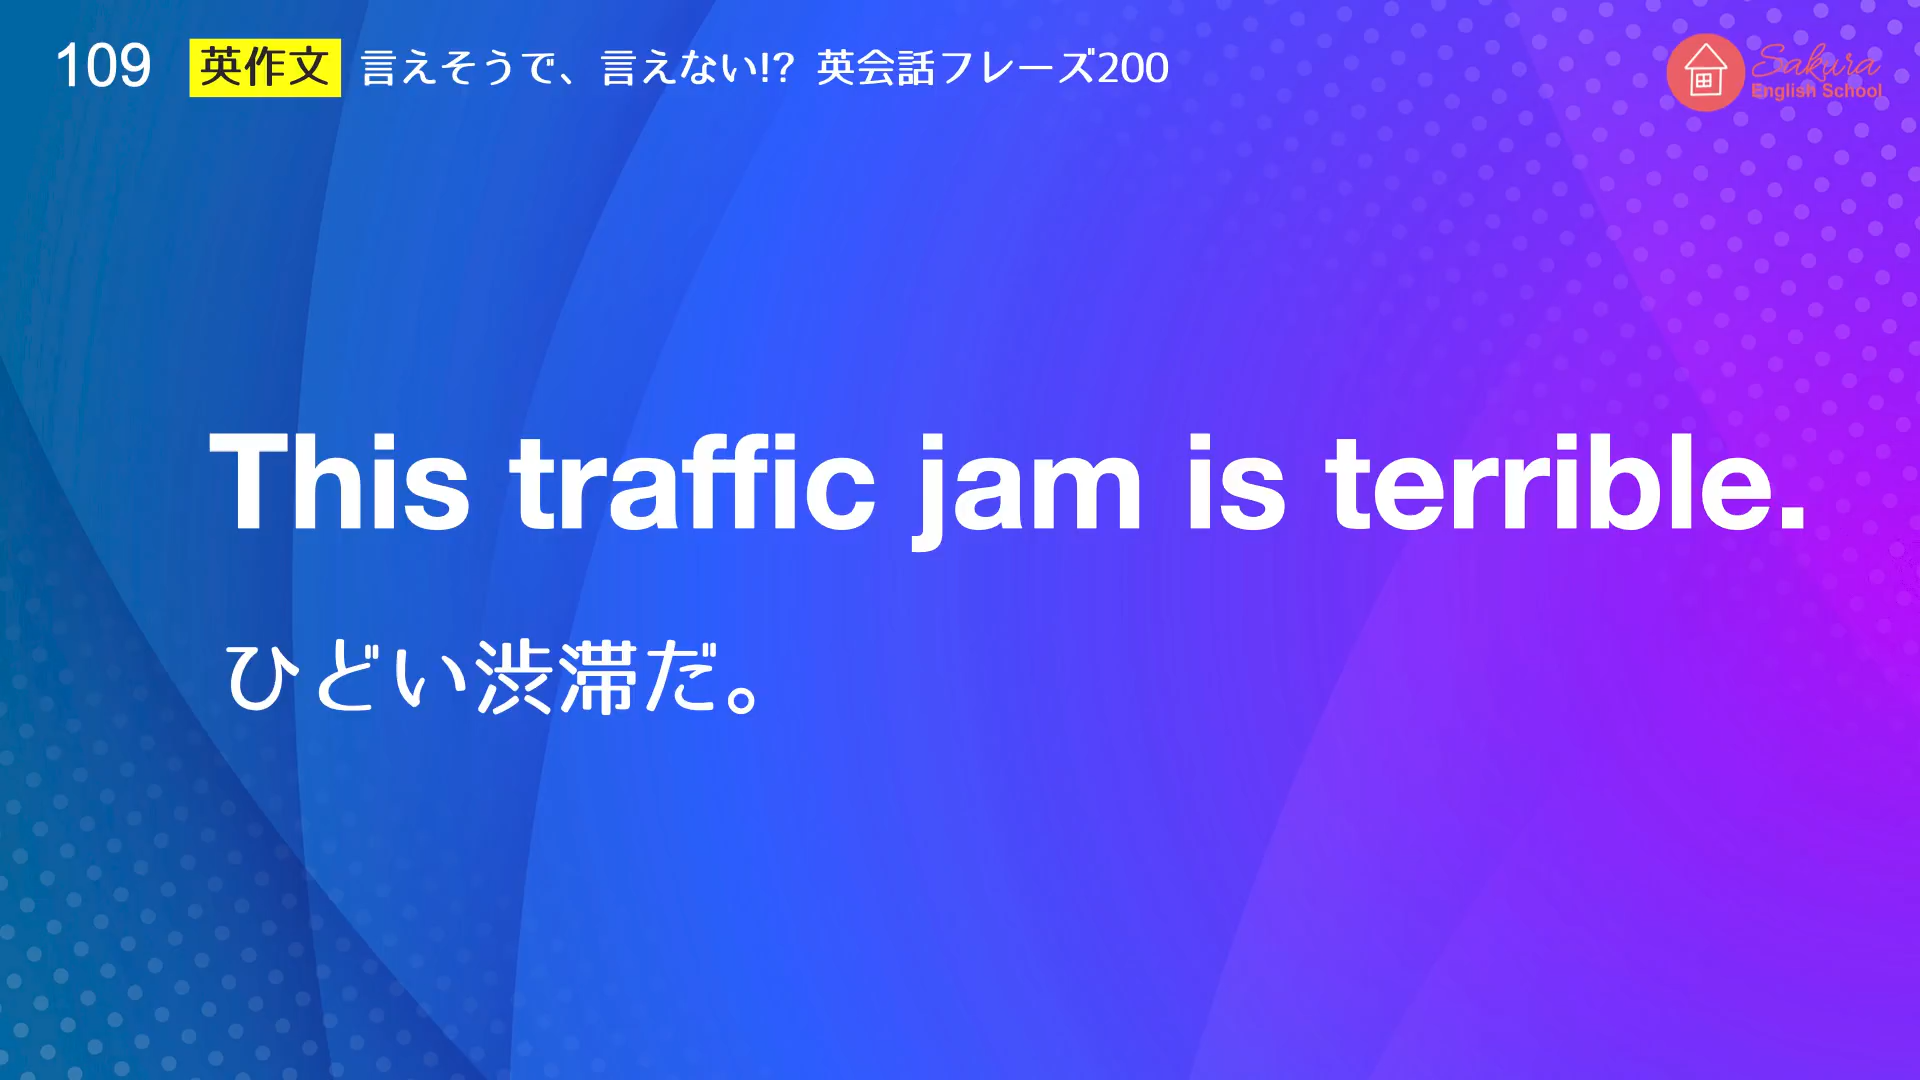 109 英作文 言えそうで、言えない!? 英会話フレーズ200
Sakura
English School
This traffic jam is terrible.
ひどい渋滞だ。